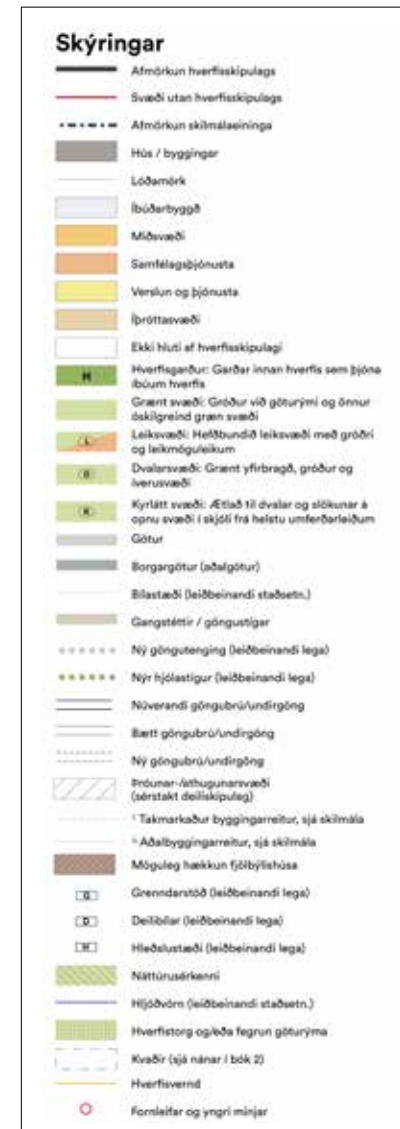 Skýringar
Afmörkun hverfisskipulags
Svæði utan hverfisskipulags
Afmörkun skilmálaeininga
Hús / byggingar
Lóðamörk
Íbúðarbyggð
Miðsvæði
Samfélagsþjónusta
Verslun og þjónusta
Íþróttasvæði
Ekki hluti af hverfisskipulagi
H
Hverfisgarður: Garðar innan hverfis sem þjóna
íbúum hverfis
Grænt svæði: Gróður við göturými og önnur
óskilgreind græn svæði
L
Leiksvæði: Hefðbundið leiksvæði með gróðri
og leikmöguleikum
D
Dvalarsvæði: Grænt yfirbragð, gróður og
íverusvæði
K
Kyrlátt svæði: Ætlað til dvalar og slökunar á
opnu svæði í skjóli frá helstu umferðarleiðum
Götur
Borgargötur (aðalgötur)
Bílastæði (leiðbeinandi staðsetn.)
Gangstéttir / göngustígar
Ný göngutenging (leiðbeinandi lega)
Nýr hjólastígur (leiðbeinandi lega)
Núverandi göngubrú/undirgöng
Bætt göngubrú/undirgöng
Ný göngubrú/undirgöng
Þróunar-/athugunarsvæði
(sérstakt deiliskipulag)
Takmarkaður byggingarreitur, sjá skilmála
Aðalbyggingarreitur, sjá skilmála
Möguleg hækkun fjölbýlishúsa
G
Grenndarstöð (leiðbeinandi lega)
D
Deilibílar (leiðbeinandi lega)
H
Hleðslustæði (leiðbeinandi lega)
Náttúrusérkenni
Hljóðvörn (leiðbeinandi staðsetn.)
Hverfistorg og/eða fegrun göturýma
Kvaðir (sjá nánar í bók 2)
Hverfisvernd
Fornleifar og yngri minjar